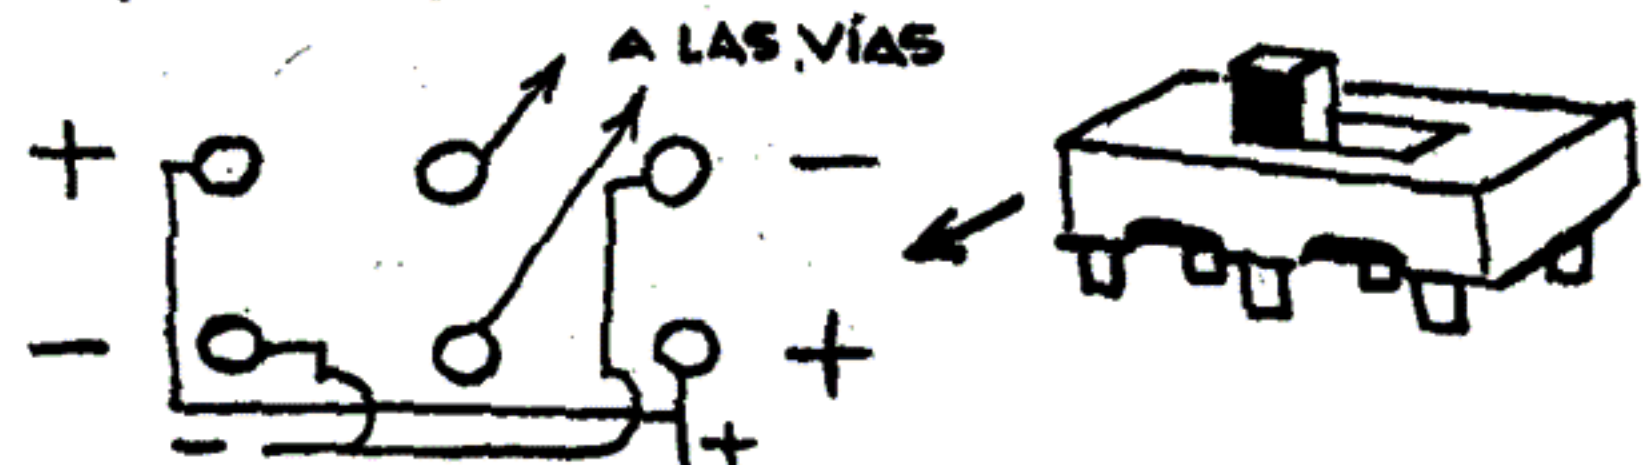 A LAS VÍAS
+ −
− +
− +